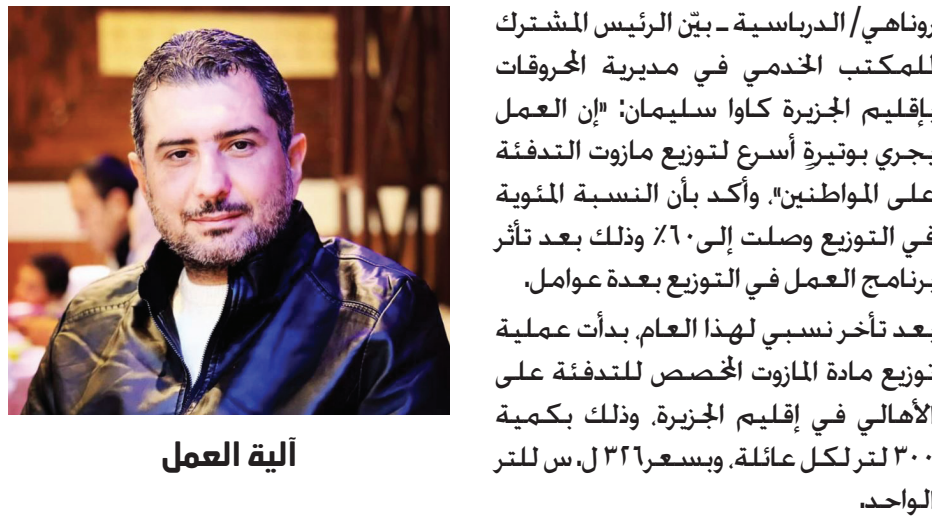 روناهي/ الدرباسية ـ بيّن الرئيس المشترك
للمكتب الخدمي في مديرية المحروقات
بإقليم الجزيرة كاوا سليمان: "إن العمل
يجري بوتيرةٍ أسرع لتوزيع مازوت التدفئة
على المواطنين"، وأكد بأن النسبة المئوية
في التوزيع وصلت إلى٦٠٪ وذلك بعد تأثر
برنامج العمل في التوزيع بعدة عوامل.
بعد تأخر نسبي لهذا العام، بدأت عملية
توزيع مادة المازوت المخصص للتدفئة على
الأهالي في إقليم الجزيرة، وذلك بكمية
٣٠٠ لتر لكل عائلة، وبسعر٣٢٦ ل. س للتر
الواحد.
آلية العمل